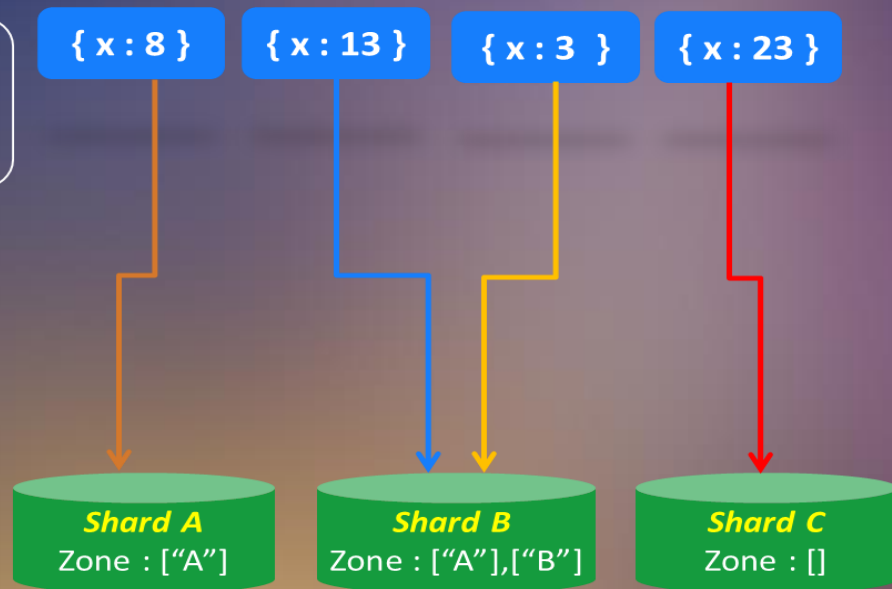 { x : 8 }
{ x : 13 }
{ x : 3 }
{ x : 23 }
Shard A
Zone : [“A”]
Shard B
Zone : [“A”],[“B”]
Shard C
Zone : []